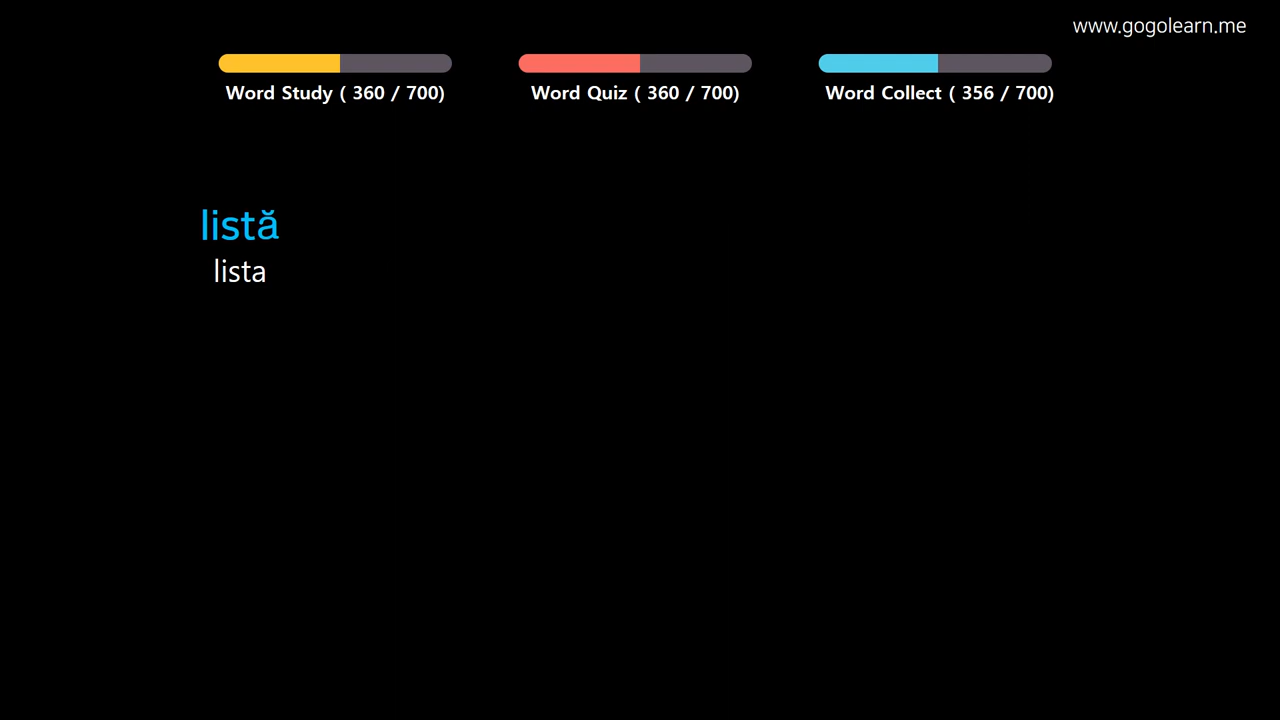 www.gogolearn.me
Word Study ( 360 / 700)
Word Quiz ( 360 / 700)
Word Collect ( 356 / 700)
listă
lista